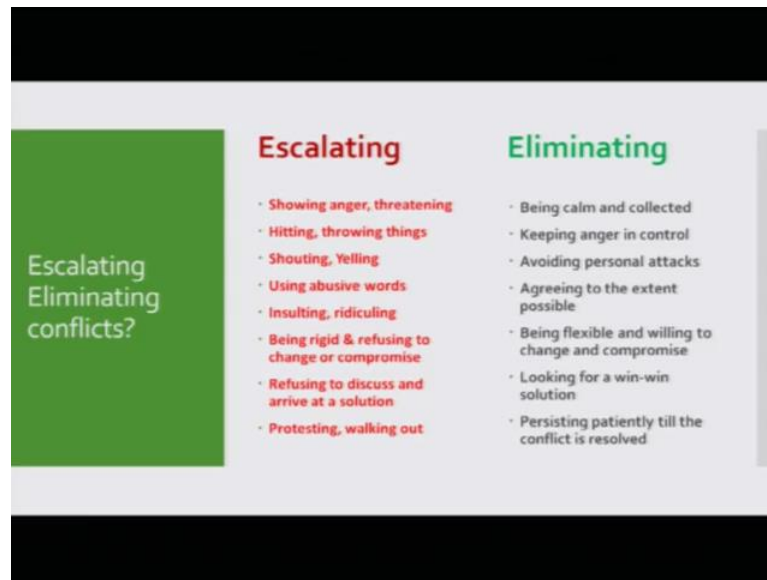 Escalating
Eliminating
conflicts?
Escalating
· Showing anger, threatening
· Hitting, throwing things
· Shouting, Yelling
· Using abusive words
· Insulting, ridiculing
· Being rigid & refusing to
change or compromise
· Refusing to discuss and
arrive at a solution
· Protesting, walking out
Eliminating
· Being calm and collected
· Keeping anger in control
· Avoiding personal attacks
· Agreeing to the extent
possible
· Being flexible and willing to
change and compromise
· Looking for a win-win
solution
· Persisting patiently till the
conflict is resolved